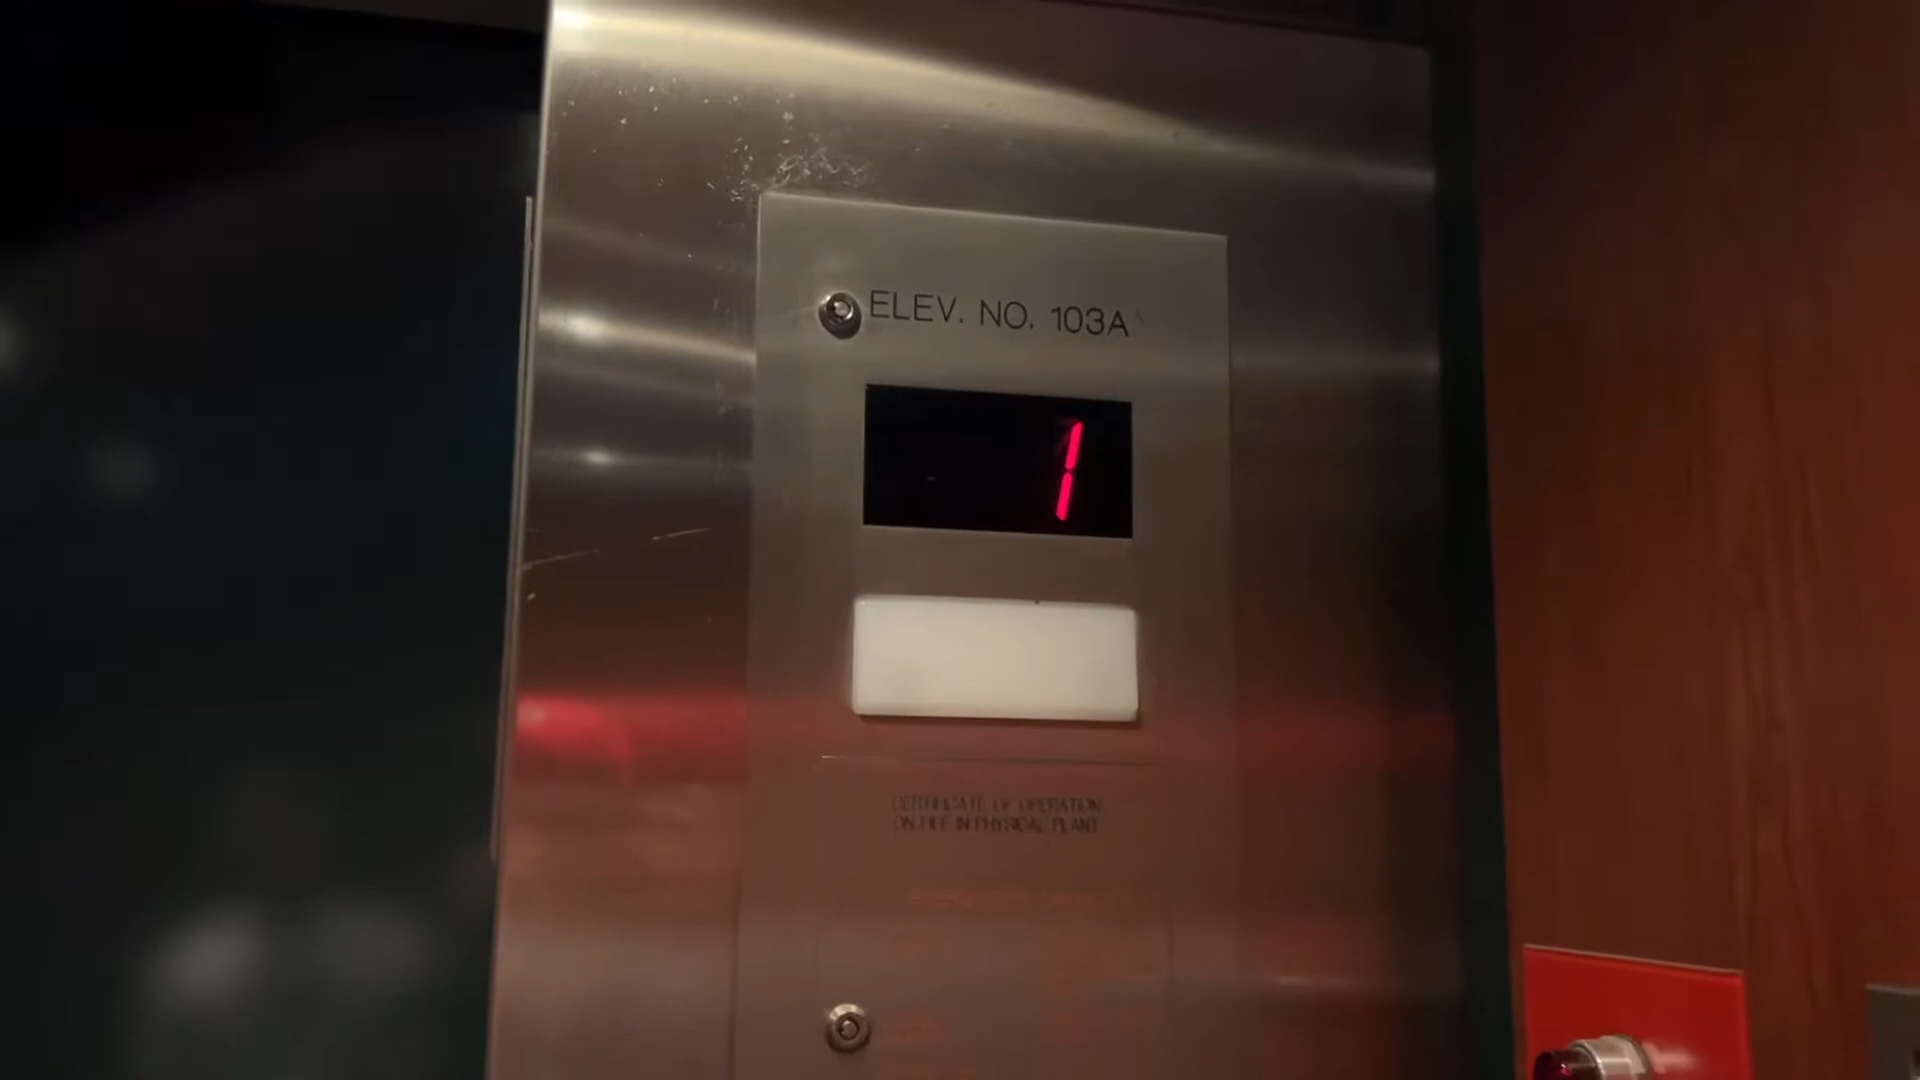 ELEV. NO. 103A
1
CERTIFICATE OF OPERATION
ON FILE IN PHYSICAL PLANT